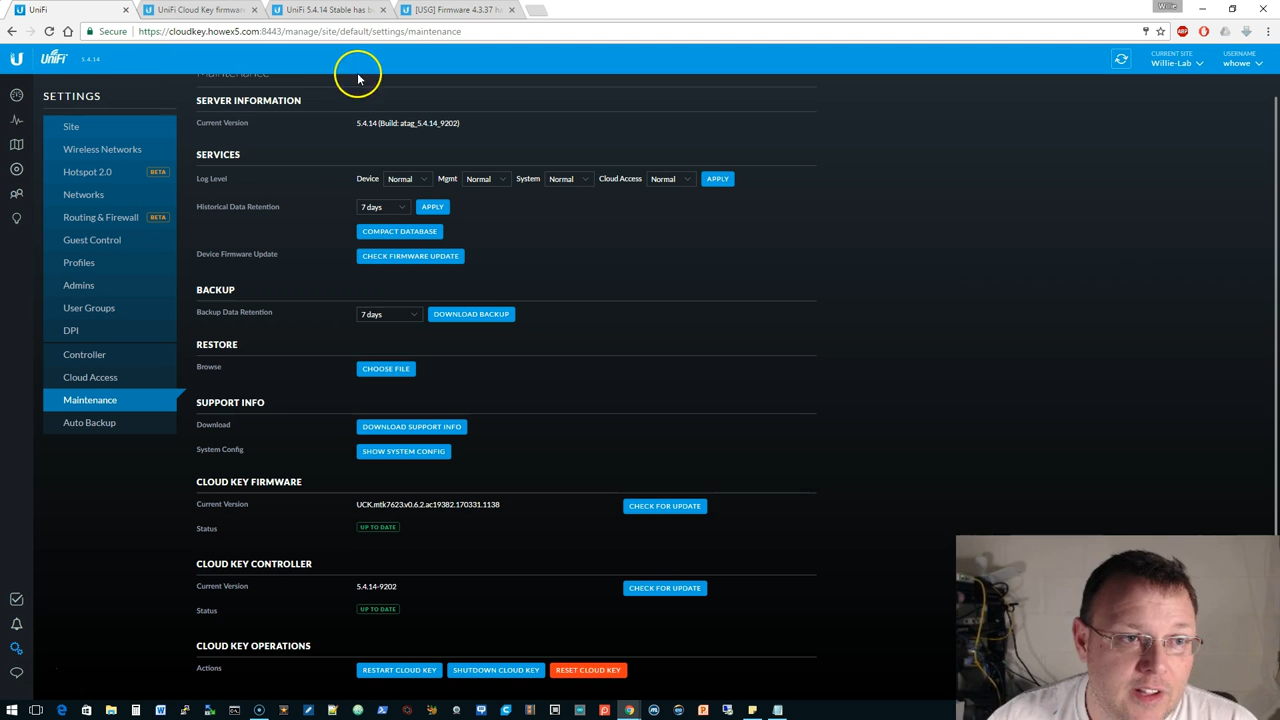 UniFi
UniFi Cloud Key firmwar
UniFi 5.4.14 Stable has be
[USG] Firmware 4.3.37 h
Willie
Secure
https://cloudkey.howex5.com:8443/manage/site/default/settings/maintenance
ABP
U UniFi 5.4.14
CURRENT SITE
Willie-Lab
USERNAME
whowe
SETTINGS
Site
Wireless Networks
Hotspot 2.0 BETA
Networks
Routing & Firewall BETA
Guest Control
Profiles
Admins
User Groups
DPI
Controller
Cloud Access
Maintenance
Auto Backup
Maintenance
SERVER INFORMATION
Current Version 5.4.14 (Build: atag_5.4.14_9202)
SERVICES
Log Level Device Normal Mgmt Normal System Normal Cloud Access Normal APPLY
Historical Data Retention 7 days APPLY
COMPACT DATABASE
Device Firmware Update CHECK FIRMWARE UPDATE
BACKUP
Backup Data Retention 7 days DOWNLOAD BACKUP
RESTORE
Browse CHOOSE FILE
SUPPORT INFO
Download DOWNLOAD SUPPORT INFO
System Config SHOW SYSTEM CONFIG
CLOUD KEY FIRMWARE
Current Version UCK.mtk7623.v0.6.2.ac19382.170331.1138 CHECK FOR UPDATE
Status UP TO DATE
CLOUD KEY CONTROLLER
Current Version 5.4.14-9202 CHECK FOR UPDATE
Status UP TO DATE
CLOUD KEY OPERATIONS
Actions RESTART CLOUD KEY SHUTDOWN CLOUD KEY RESET CLOUD KEY